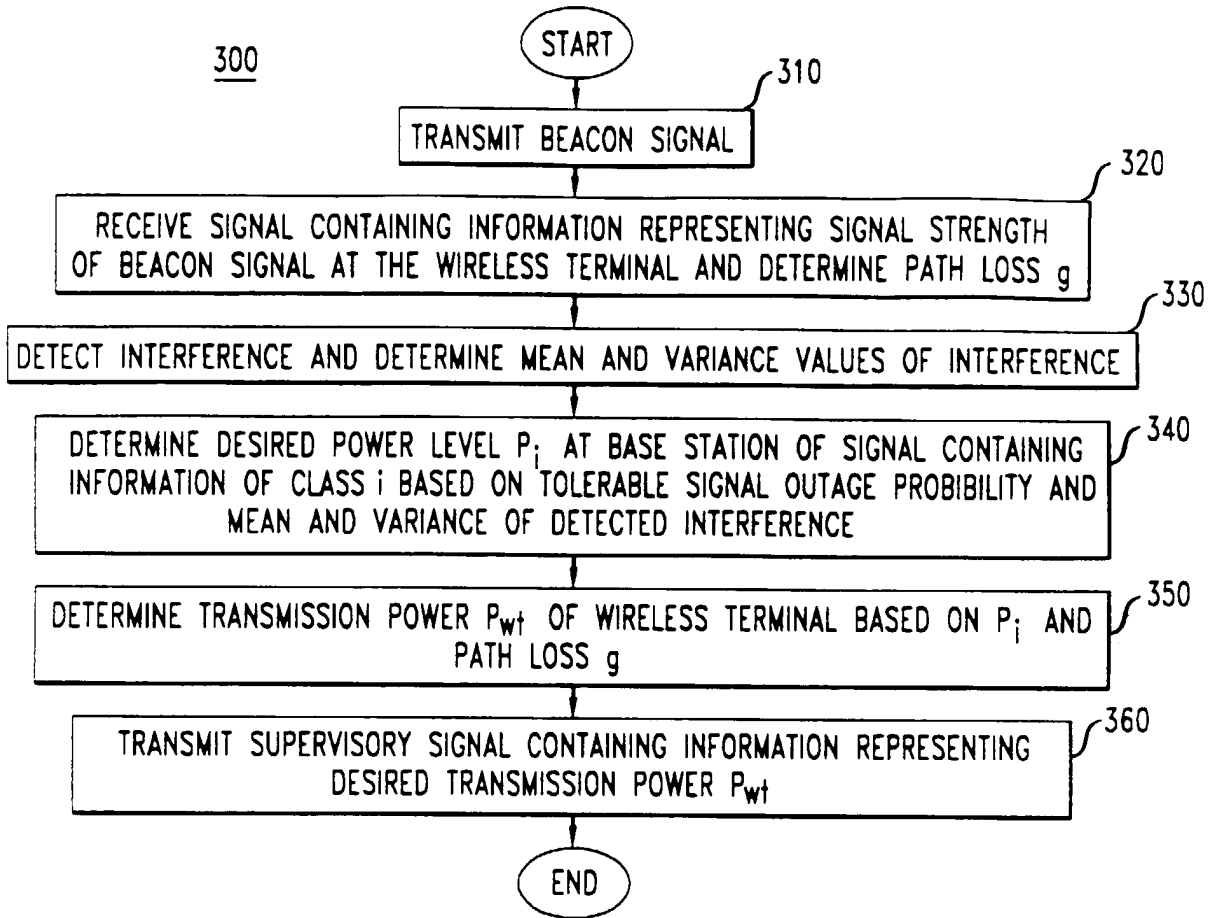 START
300
310
TRANSMIT BEACON SIGNAL
320
RECEIVE SIGNAL CONTAINING INFORMATION REPRESENTING SIGNAL STRENGTH
OF BEACON SIGNAL AT THE WIRELESS TERMINAL AND DETERMINE PATH LOSS g
330
DETECT INTERFERENCE AND DETERMINE MEAN AND VARIANCE VALUES OF INTERFERENCE
340
DETERMINE DESIRED POWER LEVEL Pi AT BASE STATION OF SIGNAL CONTAINING
INFORMATION OF CLASS i BASED ON TOLERABLE SIGNAL OUTAGE PROBIBILITY AND
MEAN AND VARIANCE OF DETECTED INTERFERENCE
350
DETERMINE TRANSMISSION POWER Pwt OF WIRELESS TERMINAL BASED ON Pi AND
PATH LOSS g
360
TRANSMIT SUPERVISORY SIGNAL CONTAINING INFORMATION REPRESENTING
DESIRED TRANSMISSION POWER Pwt
END